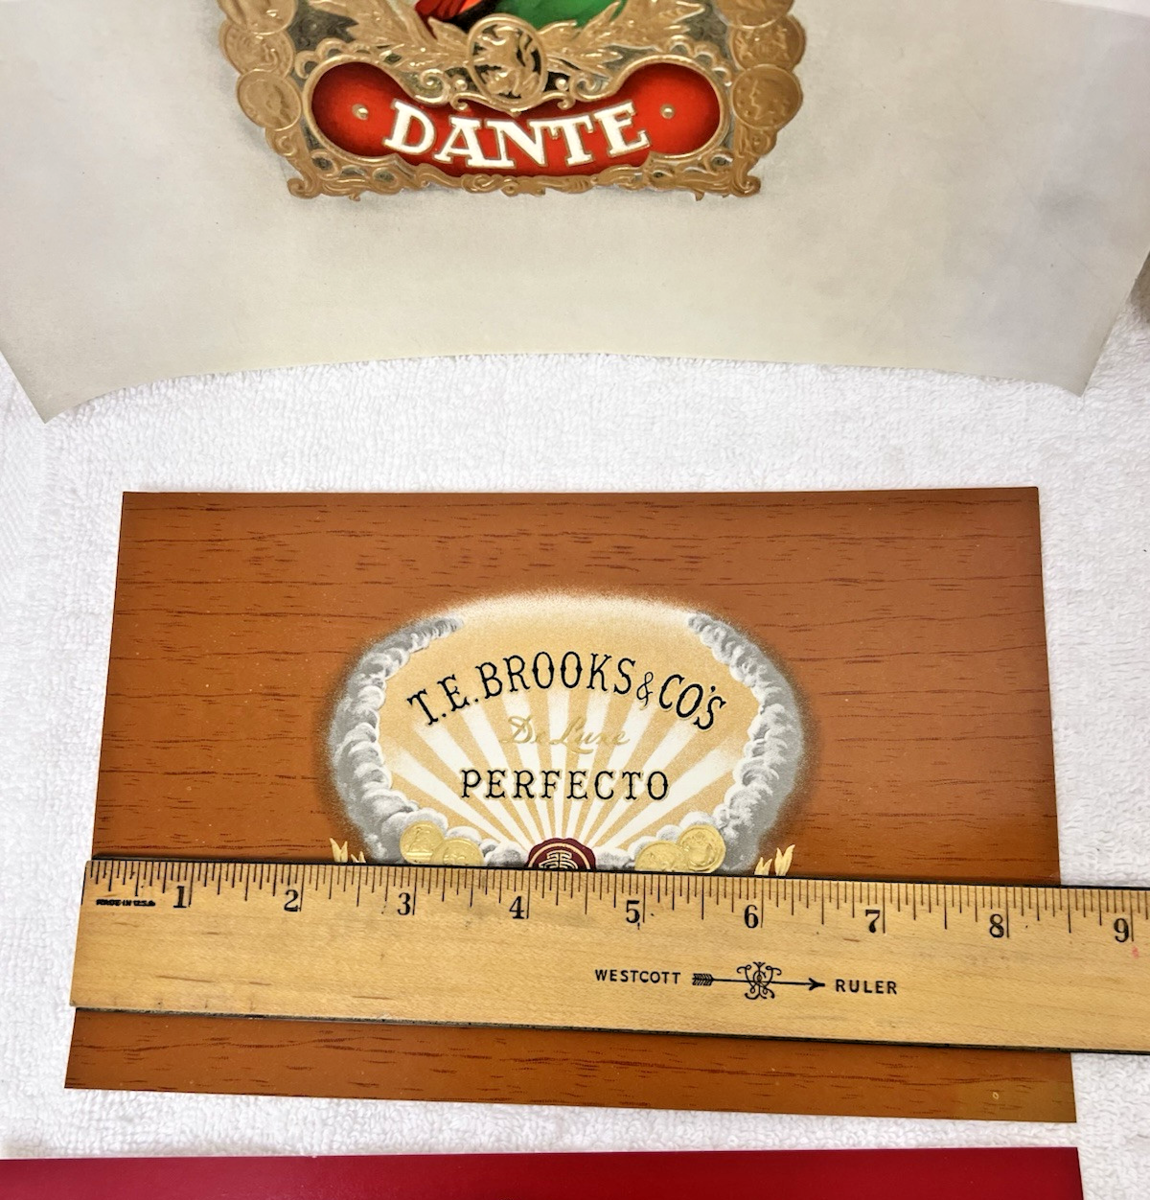 DANTE
T.E. BROOKS & CO'S
De Luxe
PERFECTO
1 2 3 4 5 6 7 8 9
MADE IN U.S.A.
WESTCOTT RULER